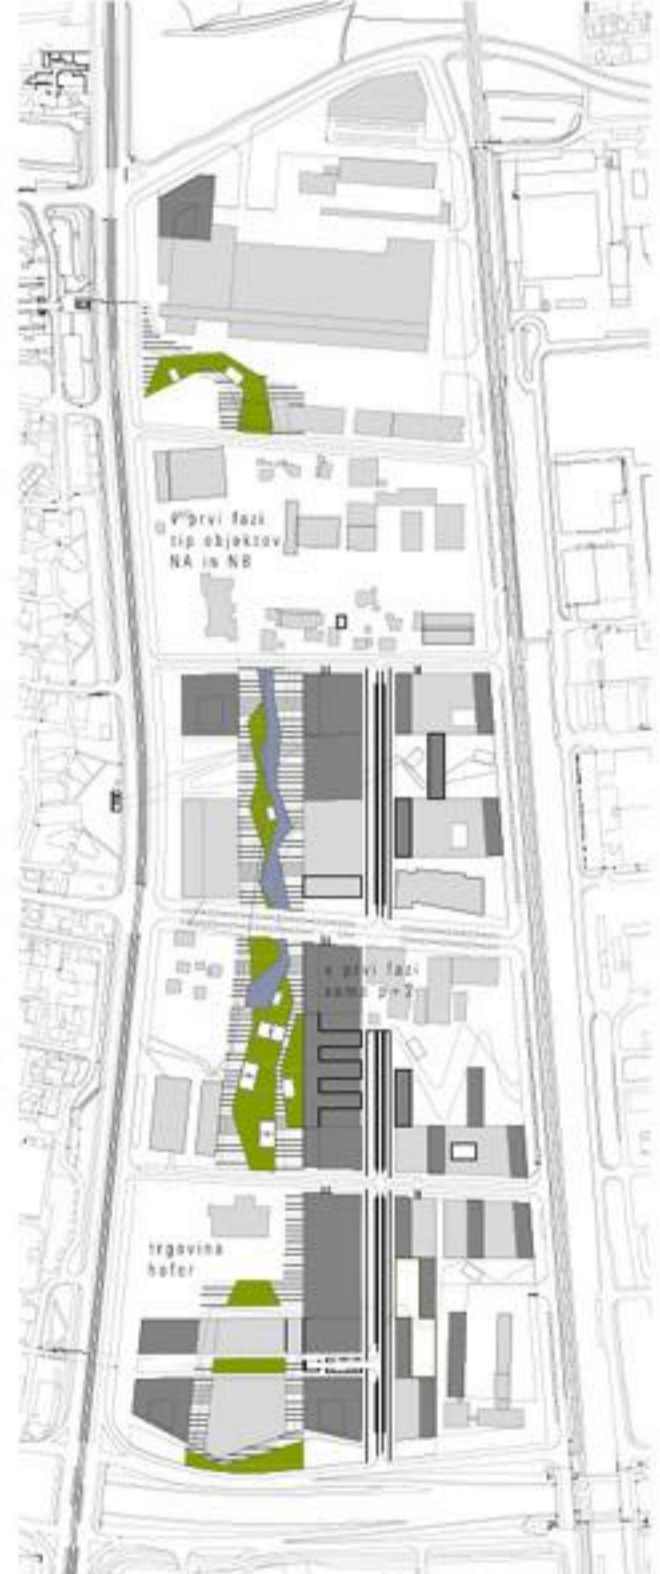 v prvi fazi
tip objektov
NA in NB
v prvi fazi
samo p+2
trgovina
hofer